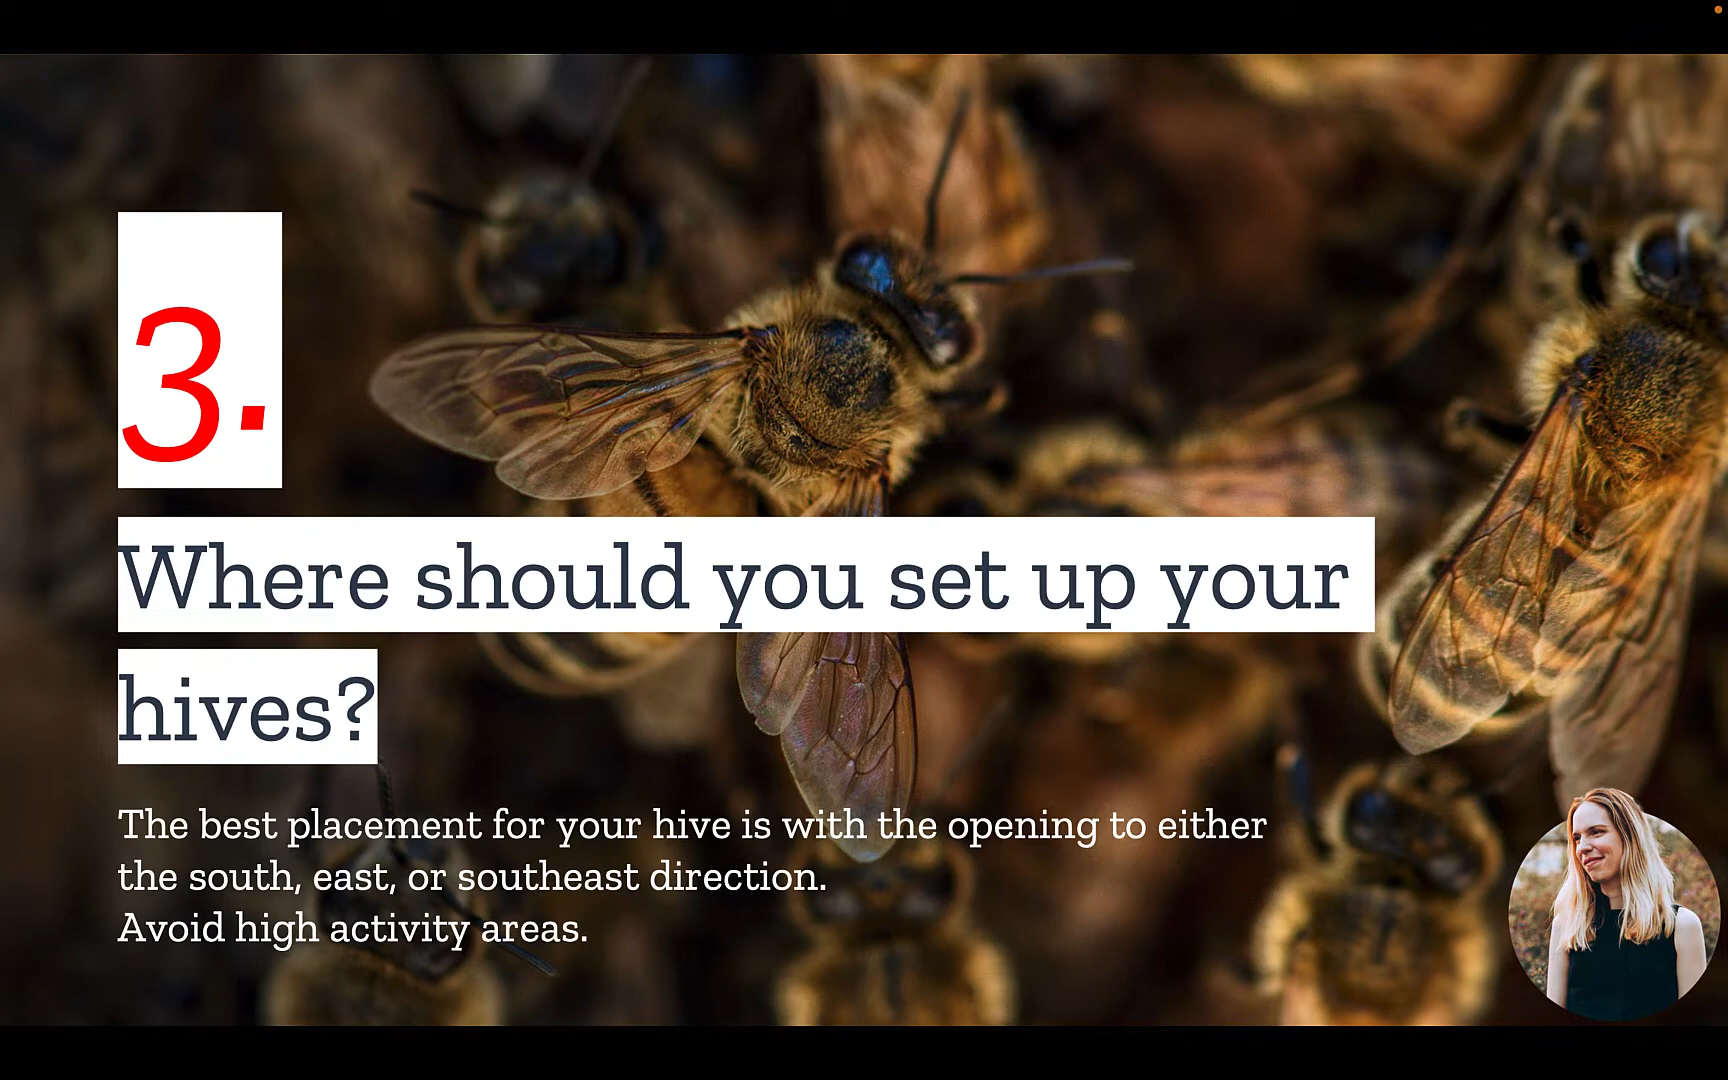 3.
Where should you set up your
hives?
The best placement for your hive is with the opening to either
the south, east, or southeast direction.
Avoid high activity areas.